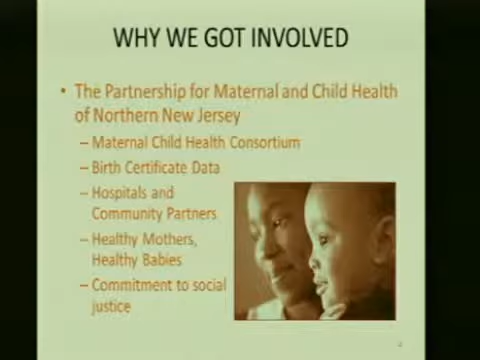 WHY WE GOT INVOLVED
• The Partnership for Maternal and Child Health
of Northern New Jersey
– Maternal Child Health Consortium
– Birth Certificate Data
– Hospitals and
Community Partners
– Healthy Mothers,
Healthy Babies
– Commitment to social
justice